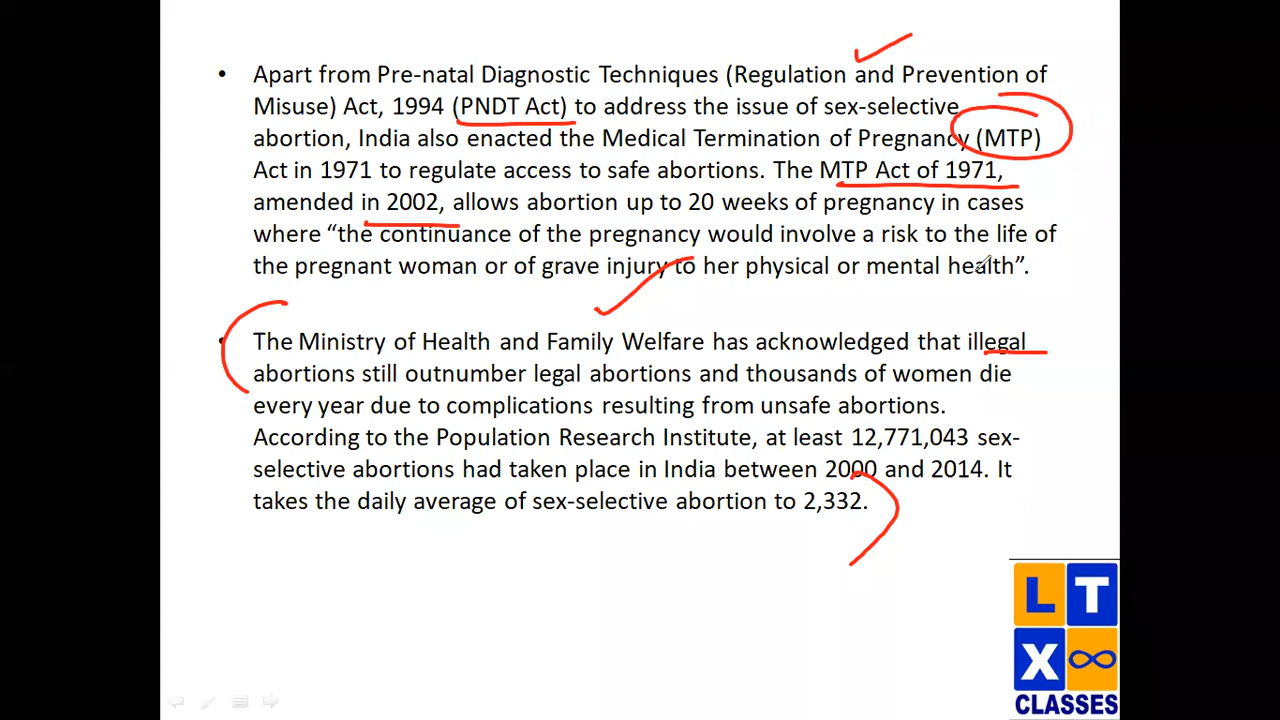 • Apart from Pre-natal Diagnostic Techniques (Regulation and Prevention of
Misuse) Act, 1994 (PNDT Act) to address the issue of sex-selective
abortion, India also enacted the Medical Termination of Pregnancy (MTP)
Act in 1971 to regulate access to safe abortions. The MTP Act of 1971,
amended in 2002, allows abortion up to 20 weeks of pregnancy in cases
where “the continuance of the pregnancy would involve a risk to the life of
the pregnant woman or of grave injury to her physical or mental health”.
• The Ministry of Health and Family Welfare has acknowledged that illegal
abortions still outnumber legal abortions and thousands of women die
every year due to complications resulting from unsafe abortions.
According to the Population Research Institute, at least 12,771,043 sex-
selective abortions had taken place in India between 2000 and 2014. It
takes the daily average of sex-selective abortion to 2,332.
L T
X ∞
CLASSES